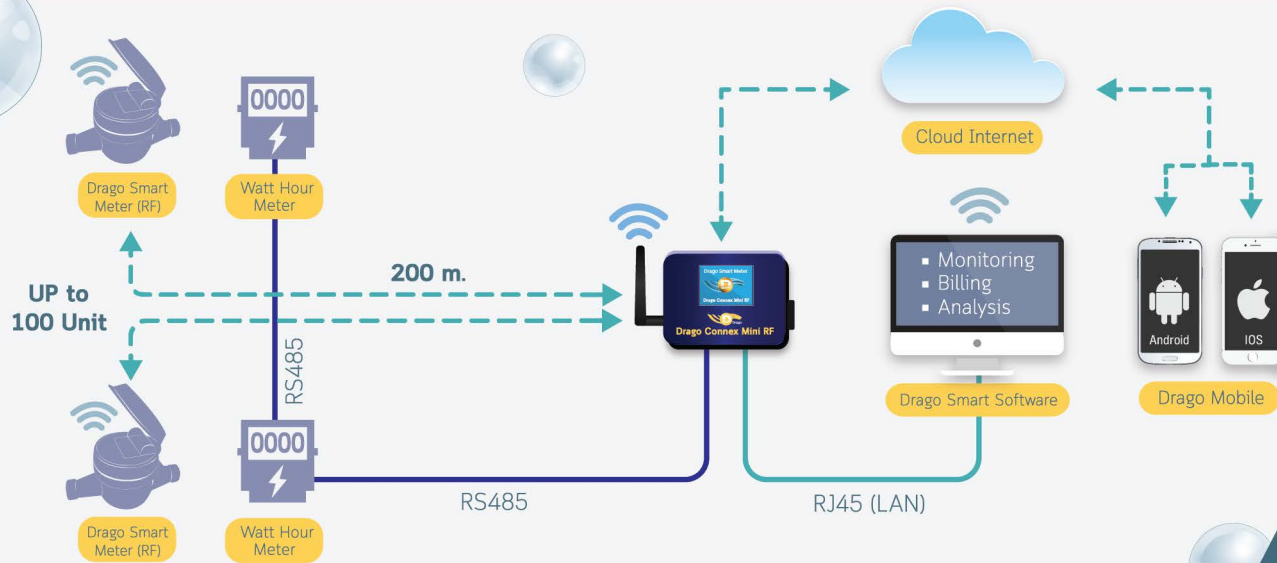 0000
Drago Smart
Meter (RF)
Watt Hour
Meter
UP to
100 Unit
200 m.
RS485
0000
Drago Smart
Meter (RF)
Watt Hour
Meter
RS485
Drago Smart Meter
Drago Connex Mini RF
Drago
Drago Connex Mini RF
RJ45 (LAN)
Cloud Internet
▪ Monitoring
▪ Billing
▪ Analysis
Drago Smart Software
Android
IOS
Drago Mobile